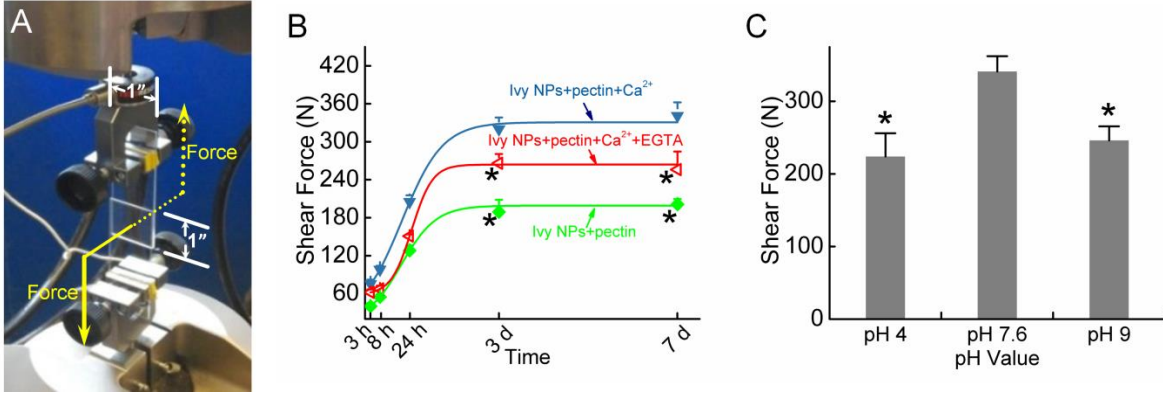 A
1"
Force
1"
Force
B
Shear Force (N)
420
360
300
240
180
120
60
Ivy NPs+pectin+Ca²⁺
Ivy NPs+pectin+Ca²⁺+EGTA
Ivy NPs+pectin
*
*
*
*
3 h
8 h
24 h
3 d
7 d
Time
C
Shear Force (N)
300
200
100
0
*
*
pH 4
pH 7.6
pH 9
pH Value